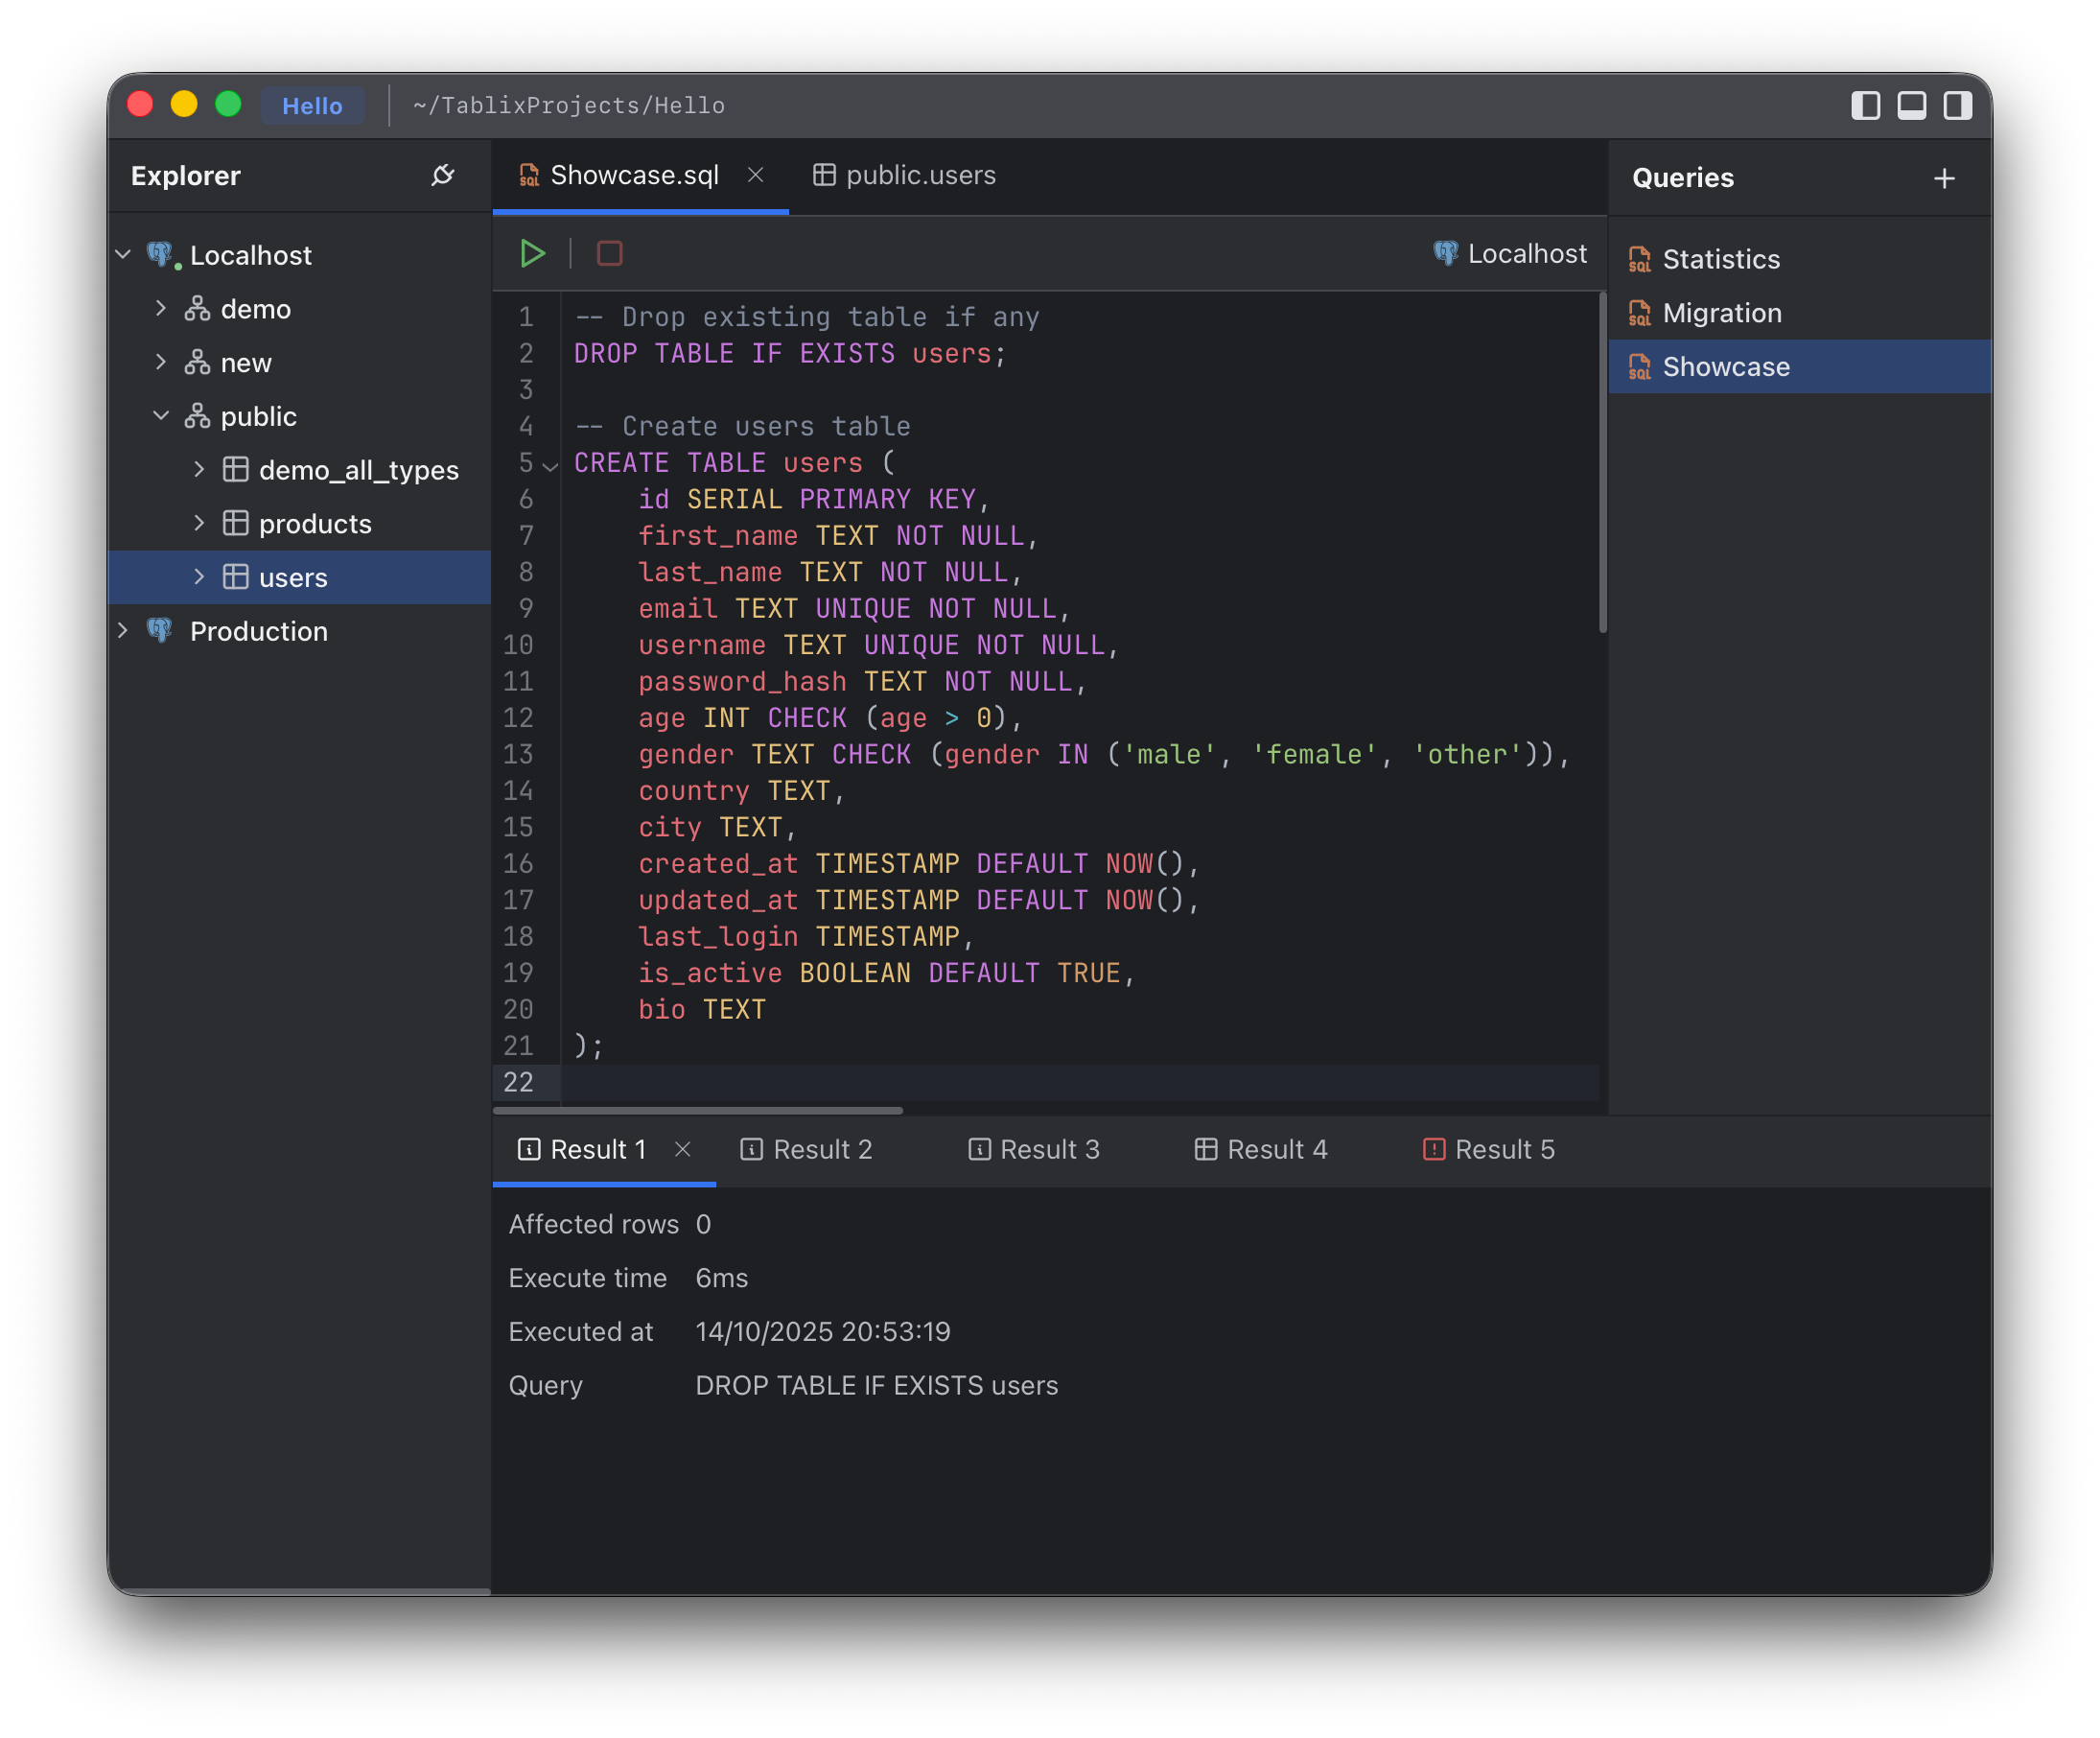 Hello ~/TablixProjects/Hello
Explorer
Localhost
demo
new
public
demo_all_types
products
users
Production
Showcase.sql public.users
Localhost
1 -- Drop existing table if any
2 DROP TABLE IF EXISTS users;
3
4 -- Create users table
5 CREATE TABLE users (
6 id SERIAL PRIMARY KEY,
7 first_name TEXT NOT NULL,
8 last_name TEXT NOT NULL,
9 email TEXT UNIQUE NOT NULL,
10 username TEXT UNIQUE NOT NULL,
11 password_hash TEXT NOT NULL,
12 age INT CHECK (age > 0),
13 gender TEXT CHECK (gender IN ('male', 'female', 'other')),
14 country TEXT,
15 city TEXT,
16 created_at TIMESTAMP DEFAULT NOW(),
17 updated_at TIMESTAMP DEFAULT NOW(),
18 last_login TIMESTAMP,
19 is_active BOOLEAN DEFAULT TRUE,
20 bio TEXT
21 );
22
Queries
SQL Statistics
SQL Migration
SQL Showcase
Result 1 Result 2 Result 3 Result 4 Result 5
Affected rows 0
Execute time 6ms
Executed at 14/10/2025 20:53:19
Query DROP TABLE IF EXISTS users